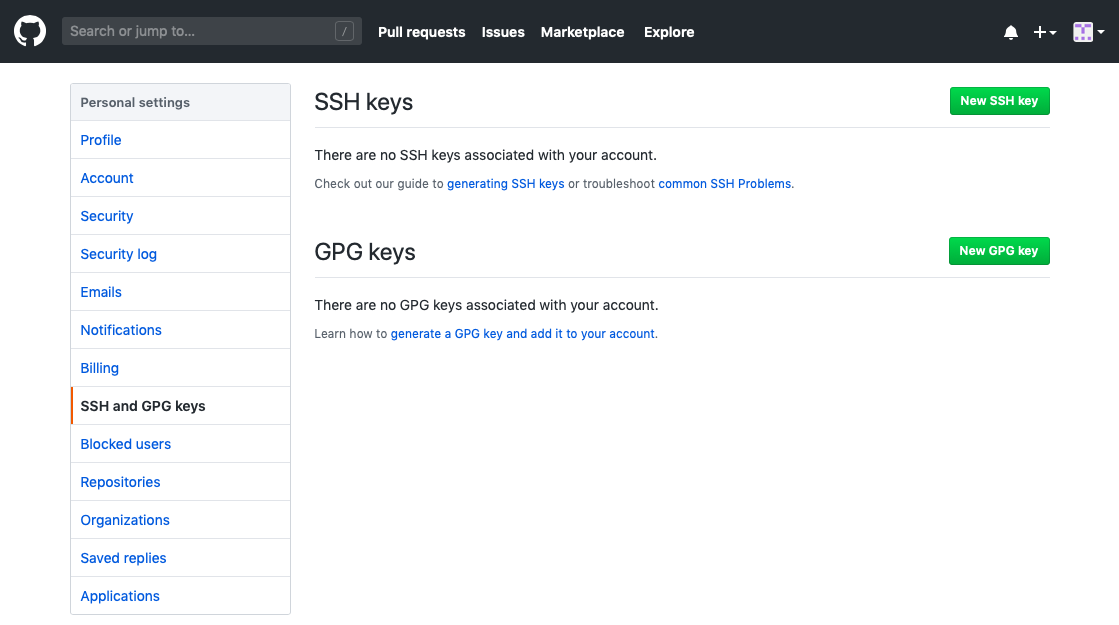 Search or jump to... /
Pull requests Issues Marketplace Explore
Personal settings
Profile
Account
Security
Security log
Emails
Notifications
Billing
SSH and GPG keys
Blocked users
Repositories
Organizations
Saved replies
Applications
SSH keys
New SSH key
There are no SSH keys associated with your account.
Check out our guide to generating SSH keys or troubleshoot common SSH Problems.
GPG keys
New GPG key
There are no GPG keys associated with your account.
Learn how to generate a GPG key and add it to your account.